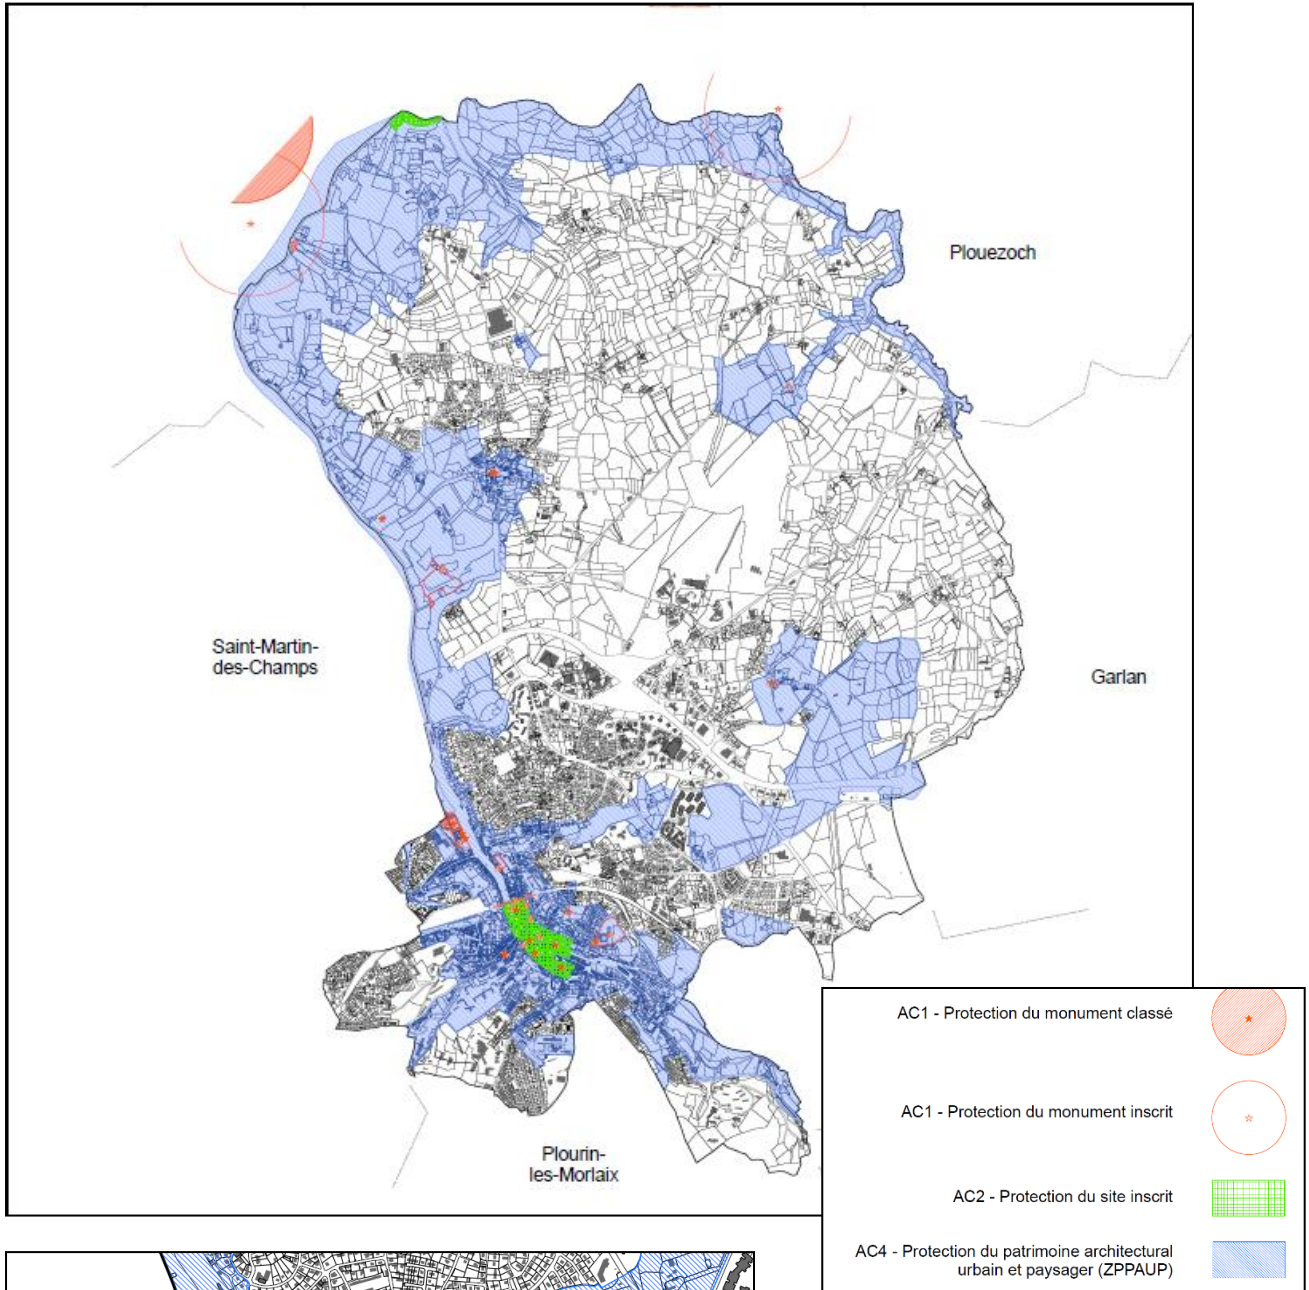 Plouezoch
Saint-Martin-
des-Champs
Garlan
Plourin-
les-Morlaix
AC1 - Protection du monument classé
AC1 - Protection du monument inscrit
AC2 - Protection du site inscrit
AC4 - Protection du patrimoine architectural
urbain et paysager (ZPPAUP)